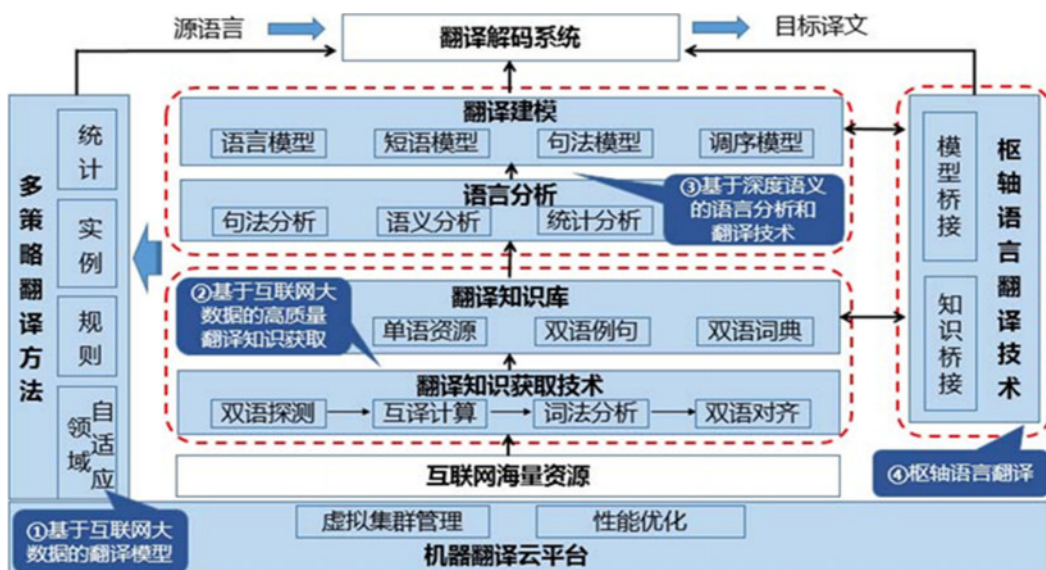 源语言
翻译解码系统
目标译文
多策略翻译方法
统计
实例
规则
领域
自适应
翻译建模
语言模型
短语模型
句法模型
调序模型
语言分析
句法分析
语义分析
统计分析
③基于深度语义
的语言分析和
翻译技术
②基于互联网大
数据的高质量
翻译知识获取
翻译知识库
单语资源
双语例句
双语词典
翻译知识获取技术
双语探测
互译计算
词法分析
双语对齐
互联网海量资源
模型桥接
知识桥接
枢轴语言翻译技术
④枢轴语言翻译
①基于互联网大
数据的翻译模型
虚拟集群管理
性能优化
机器翻译云平台